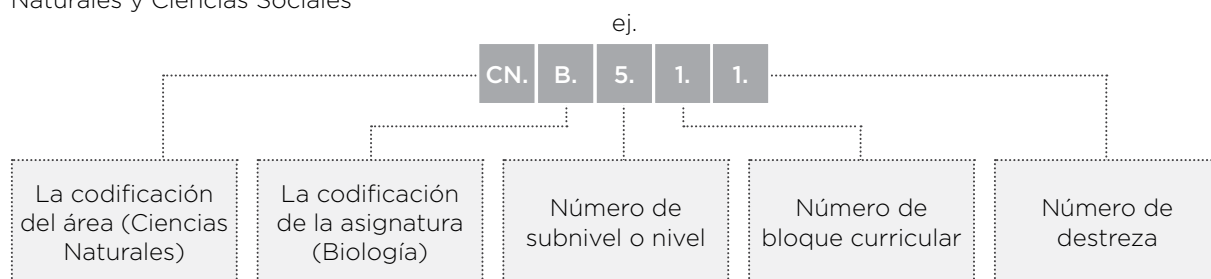 Naturales y Ciencias Sociales
ej.
CN. B. 5. 1. 1.
La codificación
del área (Ciencias
Naturales)
La codificación
de la asignatura
(Biología)
Número de
subnivel o nivel
Número de
bloque curricular
Número de
destreza